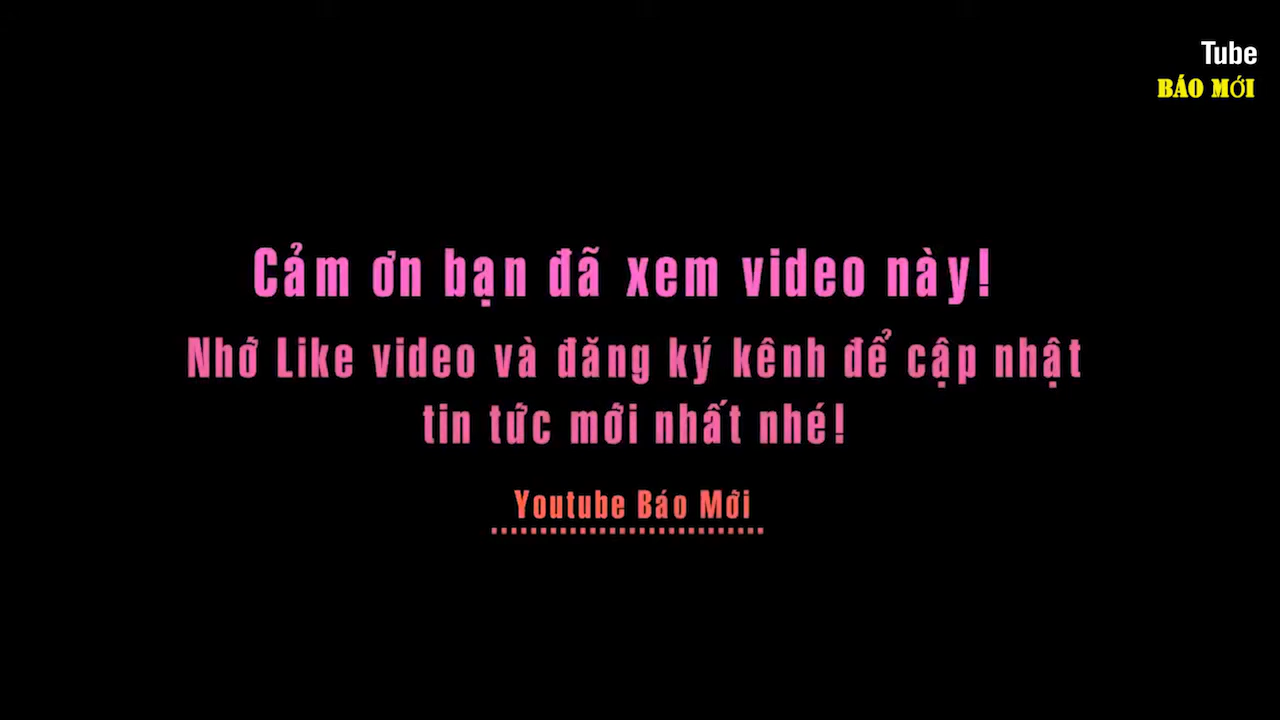 Tube
BÁO MỚI
Cảm ơn bạn đã xem video này!
Nhớ Like video và đăng ký kênh để cập nhật
tin tức mới nhất nhé!
Youtube Báo Mới